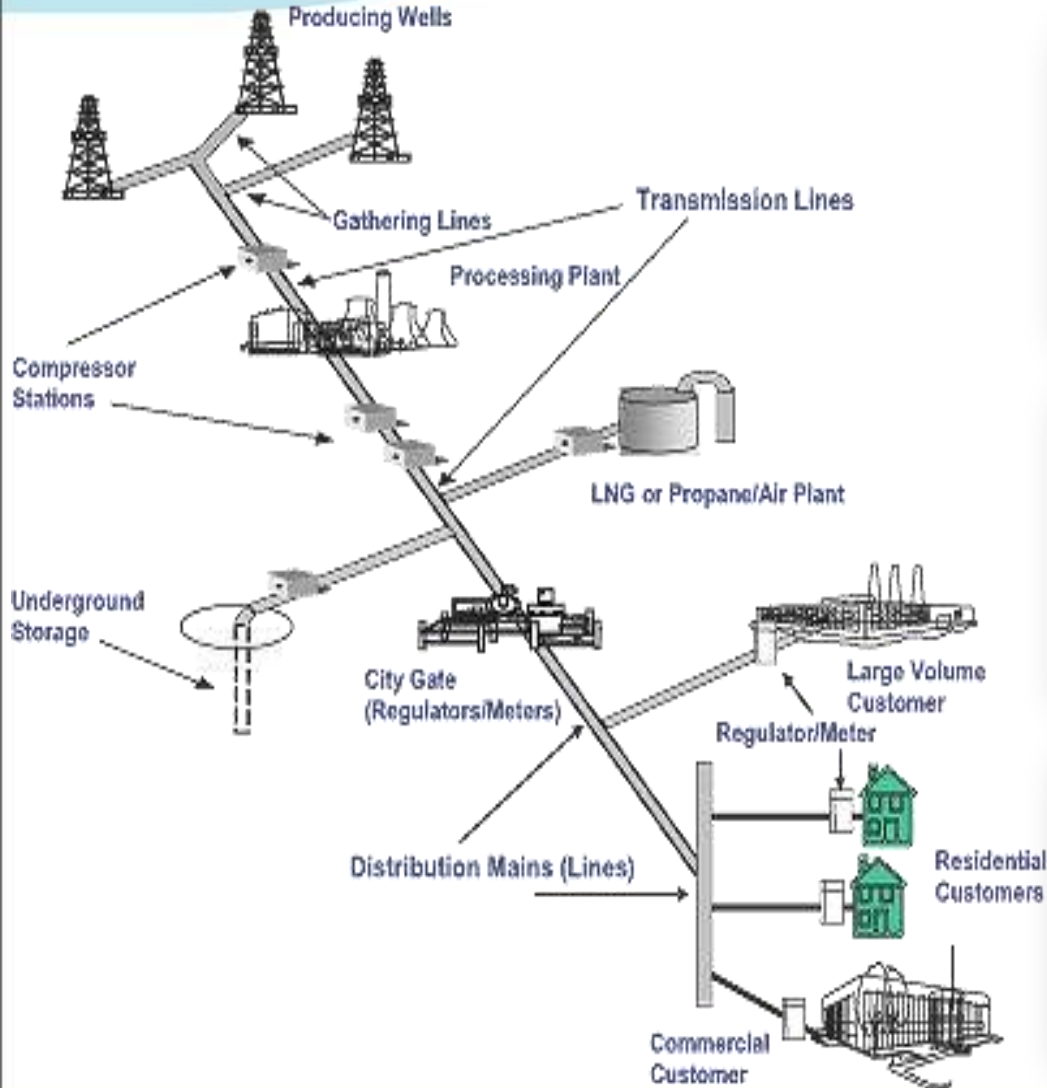 Producing Wells
Gathering Lines
Transmission Lines
Processing Plant
Compressor
Stations
LNG or Propane/Air Plant
Underground
Storage
City Gate
(Regulators/Meters)
Large Volume
Customer
Regulator/Meter
Distribution Mains (Lines)
Residential
Customers
Commercial
Customer